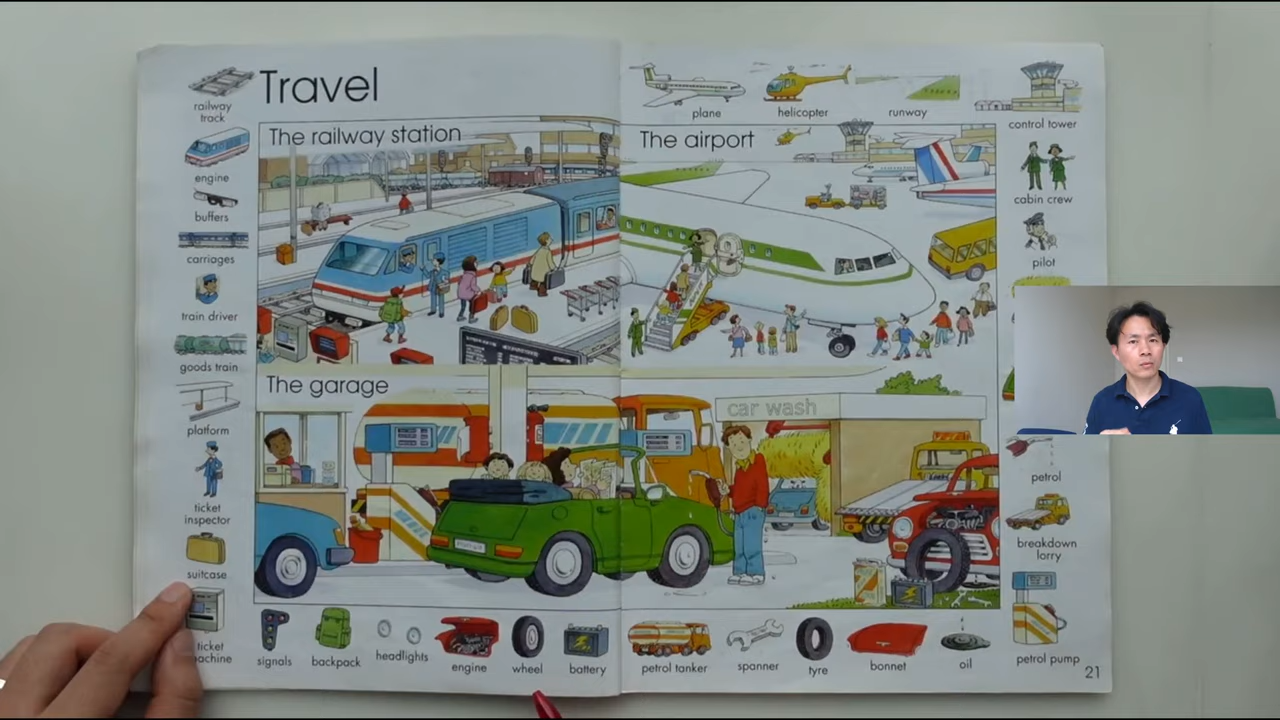 Travel
railway
track
engine
buffers
carriages
train driver
goods train
platform
ticket
inspector
suitcase
ticket
The railway station
The airport
plane
helicopter
runway
control tower
cabin crew
pilot
The garage
car wash
petrol
breakdown
lorry
petrol pump
signals
backpack
headlights
engine
wheel
battery
petrol tanker
spanner
tyre
bonnet
oil
21